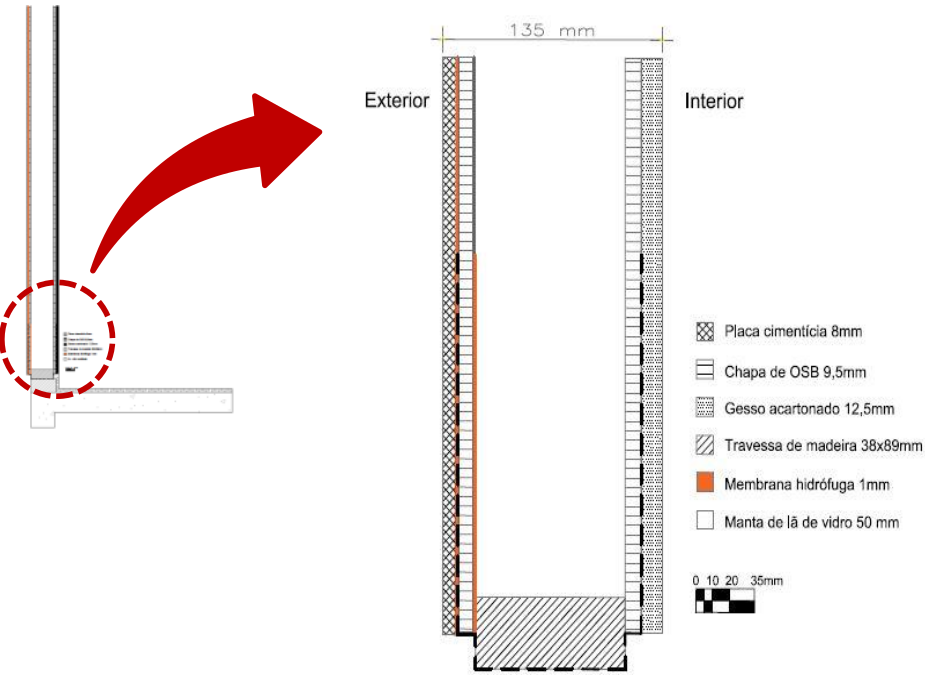 135 mm
Exterior
Interior
Placa cimentícia 8mm
Chapa de OSB 9,5mm
Gesso acartonado 12,5mm
Travessa de madeira 38x89mm
Membrana hidrófuga 1mm
Manta de lã de vidro 50 mm
0 10 20 35mm